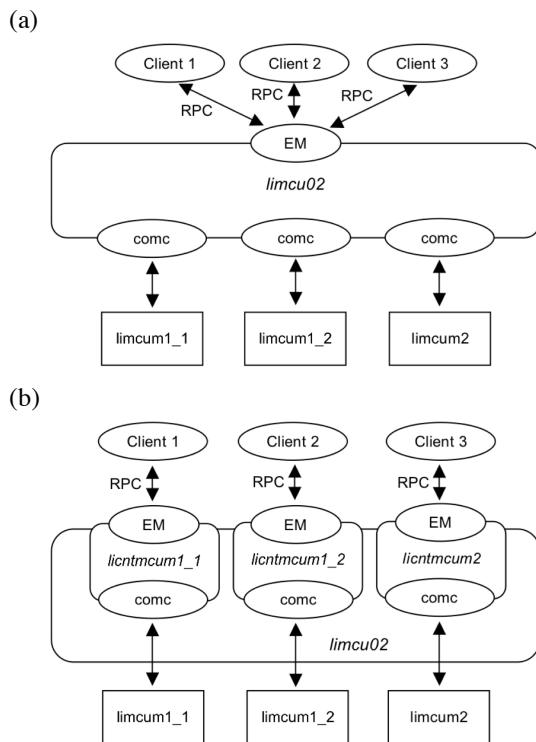 (a)
Client 1 Client 2 Client 3
RPC RPC RPC
EM
limcu02
comc comc comc
limcum1_1 limcum1_2 limcum2
(b)
Client 1 Client 2 Client 3
RPC RPC RPC
EM EM EM
licntmcum1_1 licntmcum1_2 licntmcum2
comc comc comc
limcu02
limcum1_1 limcum1_2 limcum2